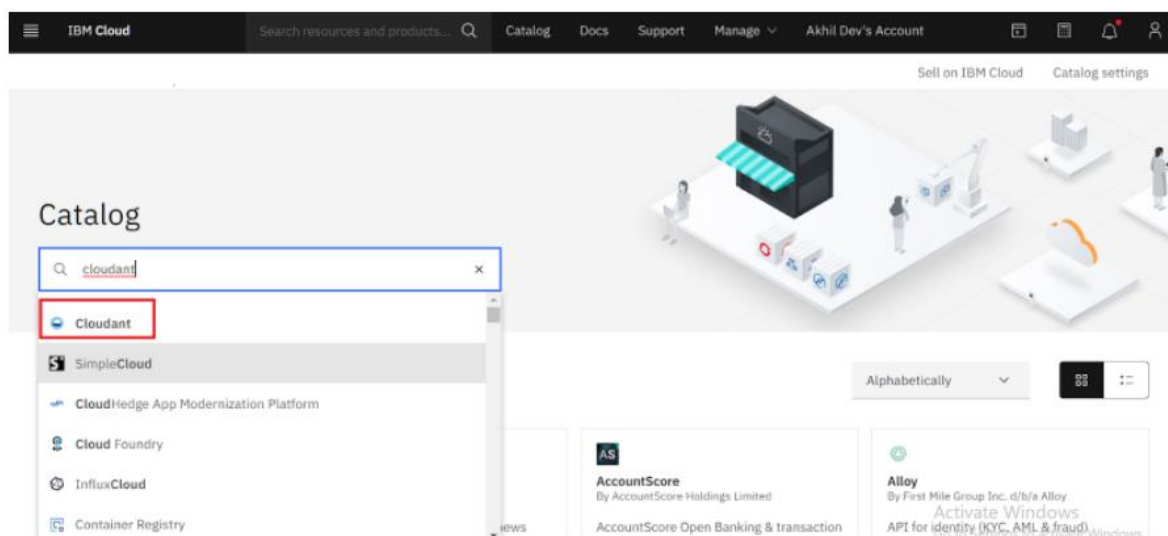 IBM Cloud Search resources and products... Catalog Docs Support Manage Akhil Dev's Account
Sell on IBM Cloud Catalog settings
Catalog
cloudant
Cloudant
SimpleCloud
Alphabetically
CloudHedge App Modernization Platform
Cloud Foundry
InfluxCloud
Container Registry
ews
AS
AccountScore
By AccountScore Holdings Limited
AccountScore Open Banking & transaction
Alloy
By First Mile Group Inc. d/b/a Alloy
API for identity (KYC, AML & fraud)
Activate Windows